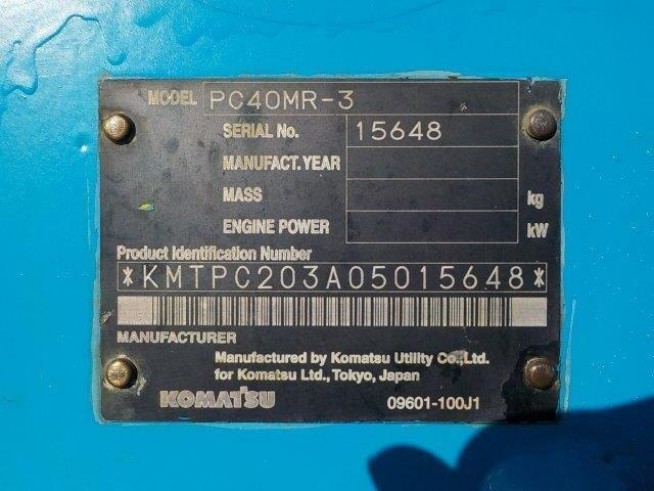 MODEL PC40MR-3
SERIAL No. 15648
MANUFACT. YEAR
MASS kg
ENGINE POWER kW
Product Identification Number
*KMTPC203A05015648*
MANUFACTURER
Manufactured by Komatsu Utility Co.,Ltd.
for Komatsu Ltd., Tokyo, Japan
KOMATSU 09601-100J1